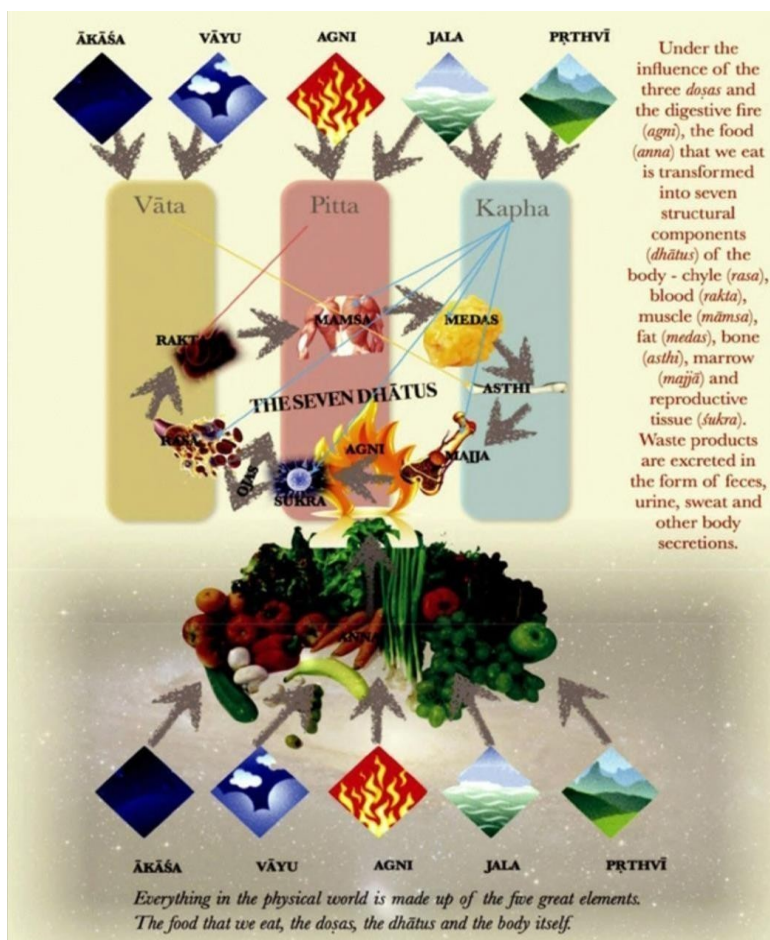 ĀKĀŚA VĀYU AGNI JALA PṚTHVĪ
Under the
influence of the
three doṣas and
the digestive fire
(agni), the food
(anna) that we eat
is transformed
into seven
structural
components
(dhātus) of the
body - chyle (rasa),
blood (rakta),
muscle (māmsa),
fat (medas), bone
(asthi), marrow
(majjā) and
reproductive
tissue (śukra).
Waste products
are excreted in
the form of feces,
urine, sweat and
other body
secretions.
Vāta Pitta Kapha
RAKTA MAMSA MEDAS
ASTHI
THE SEVEN DHĀTUS
RASA AGNI MAJJA
OJAS SUKRA
ANNA
ĀKĀŚA VĀYU AGNI JALA PṚTHVĪ
Everything in the physical world is made up of the five great elements.
The food that we eat, the doṣas, the dhātus and the body itself.